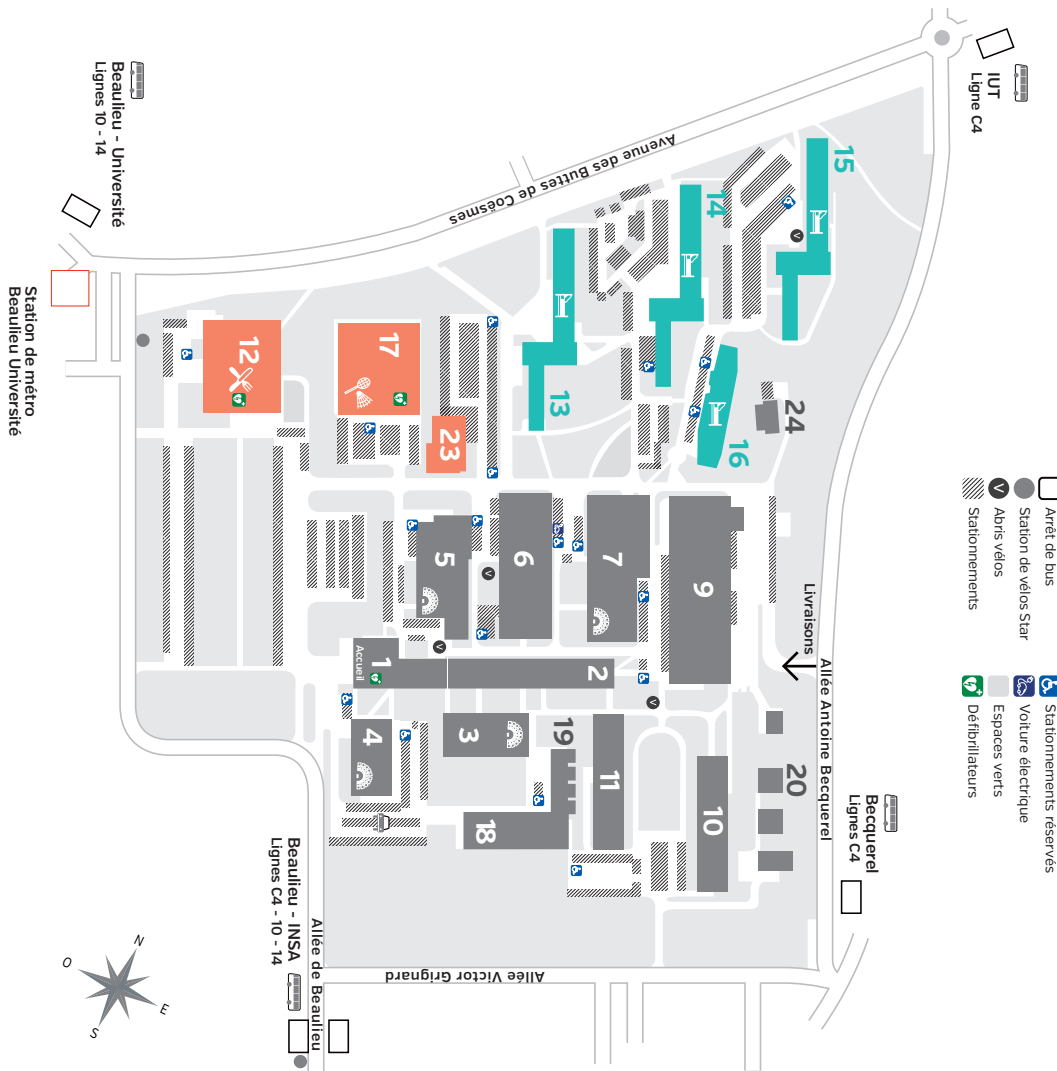 IUT
Ligne C4
Beaulieu - Université
Lignes 10 - 14
Avenue des Buttes de Coësmes
Station de métro
Beaulieu Université
15
14
13
16
24
12
17
23
5
6
7
9
1
Accueil
2
4
3
19
11
18
10
20
Livraisons
Allée Antoine Becquerel
Becquerel
Lignes C4
Beaulieu - INSA
Lignes C4 - 10 - 14
Allée de Beaulieu
Allée Victor Grignard
N
O
E
S
Arrêt de bus
Station de vélos Star
V
Abris vélos
Stationnements
Stationnements réservés
Voiture électrique
Espaces verts
Défibrillateurs
V
V
V
V